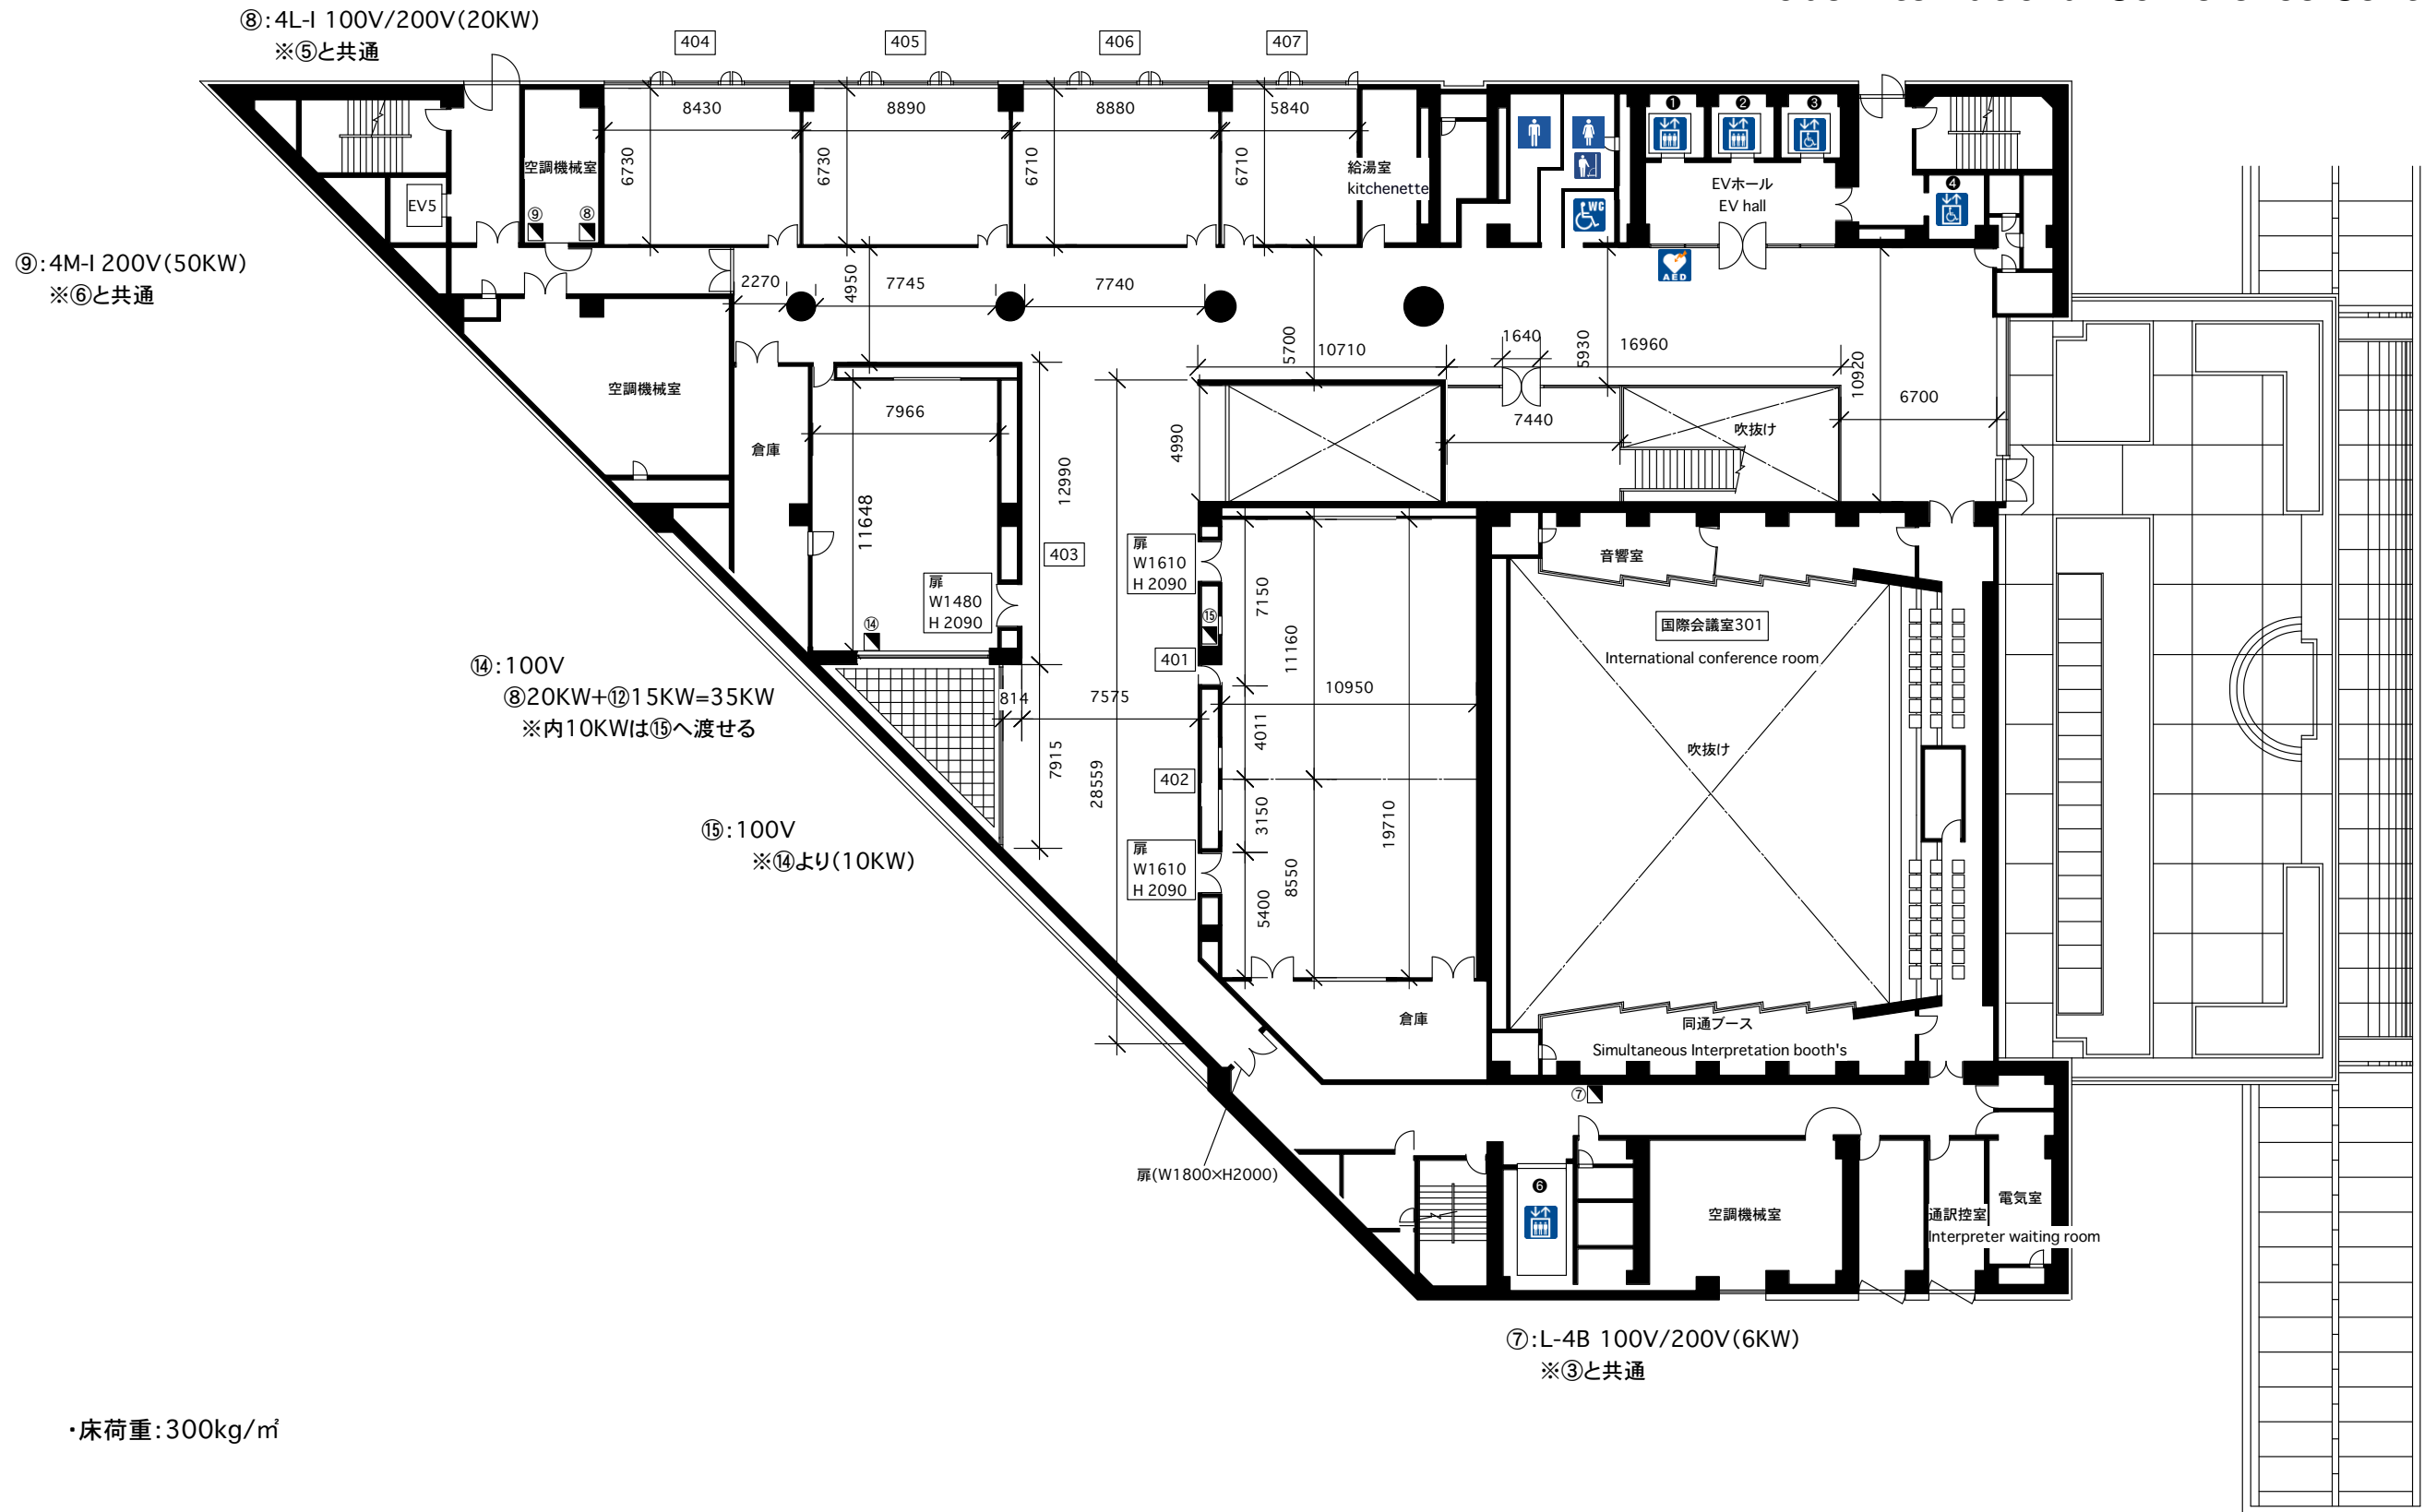 ⑧:4L-I 100V/200V(20KW)
※⑤と共通
404
405
406
407
8430
8890
8880
5840
❶
❷
❸
空調機械室
6730
6730
6710
6710
給湯室
kitchenette
WC
EVホール
EV hall
❹
EV5
⑨
⑧
⑨:4M-I 200V(50KW)
※⑥と共通
AED
2270
4950
7745
7740
5700
10710
1640
5930
16960
10920
6700
空調機械室
倉庫
7966
11648
12990
403
4990
7440
吹抜け
扉
W1480
H 2090
⑭
扉
W1610
H 2090
⑮
401
7150
11160
音響室
国際会議室301
International conference room
⑭:100V
⑧20KW+⑫15KW=35KW
※内10KWは⑮へ渡せる
814
7575
10950
7915
28559
4011
402
吹抜け
⑮:100V
※⑭より(10KW)
扉
W1610
H 2090
3150
19710
8550
5400
倉庫
同通ブース
Simultaneous Interpretation booth's
⑦
扉(W1800×H2000)
❻
空調機械室
通訳控室
Interpreter waiting room
電気室
⑦:L-4B 100V/200V(6KW)
※③と共通
・床荷重:300kg/㎡